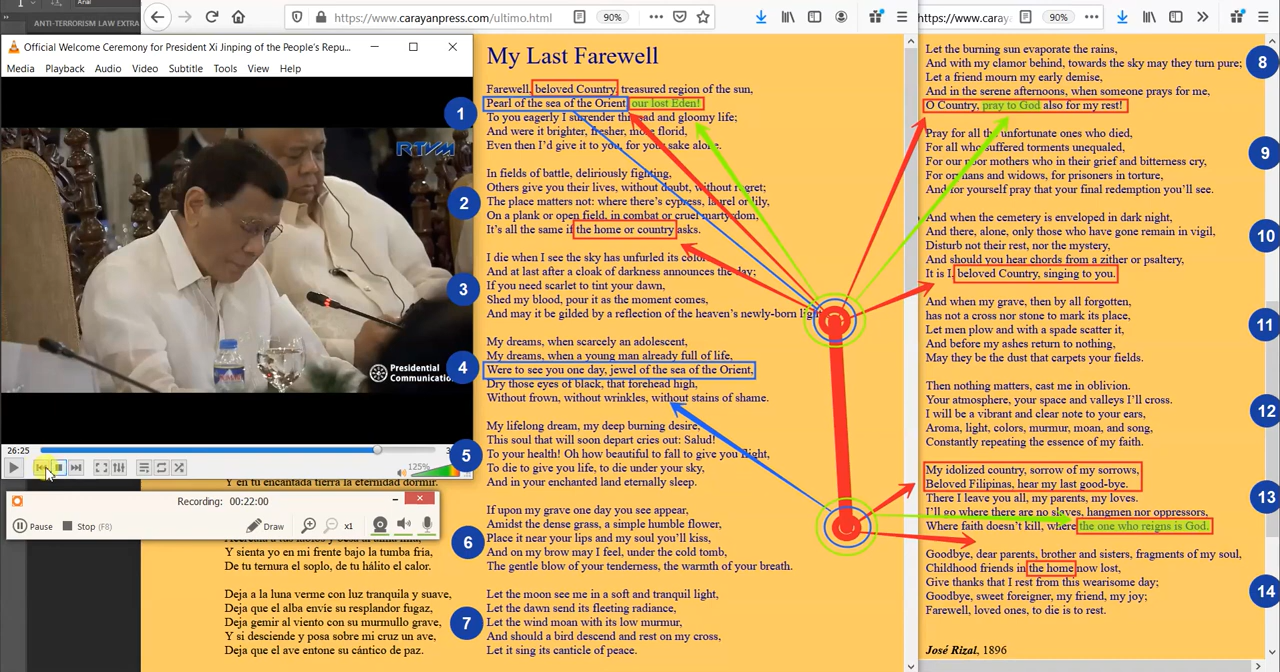 ANTI-TERRORISM LAW EXTRA
Arial
https://www.carayanpress.com/ultimo.html
90%
https://www.caray
90%
Official Welcome Ceremony for President Xi Jinping of the People's Repu...
Media Playback Audio Video Subtitle Tools View Help
RTVM
Presidential
Communicatio
26:25
125%
Recording: 00:22:00
Pause
Stop (F8)
Draw
x1
En tu encantada tierra la eternidad dormir.
Y sienta yo en mi frente bajo la tumba fría,
De tu ternura el soplo, de tu hálito el calor.
Deja a la luna verme con luz tranquila y suave,
Deja que el alba envíe su resplandor fugaz,
Deja gemir al viento con su murmullo grave,
Y si desciende y posa sobre mi cruz un ave,
Deja que el ave entone su cántico de paz.
My Last Farewell
1
Farewell, beloved Country, treasured region of the sun,
Pearl of the sea of the Orient, our lost Eden!
To you eagerly I surrender this sad and gloomy life;
And were it brighter, fresher, more florid,
Even then I'd give it to you, for your sake alone.
2
In fields of battle, deliriously fighting,
Others give you their lives, without doubt, without regret;
The place matters not: where there's cypress, laurel or lily,
On a plank or open field, in combat or cruel martyrdom,
It's all the same if the home or country asks.
3
I die when I see the sky has unfurled its colors
And at last after a cloak of darkness announces the day;
If you need scarlet to tint your dawn,
Shed my blood, pour it as the moment comes,
And may it be gilded by a reflection of the heaven's newly-born light.
4
My dreams, when scarcely an adolescent,
My dreams, when a young man already full of life,
Were to see you one day, jewel of the sea of the Orient,
Dry those eyes of black, that forehead high,
Without frown, without wrinkles, without stains of shame.
5
My lifelong dream, my deep burning desire,
This soul that will soon depart cries out: Salud!
To your health! Oh how beautiful to fall to give you flight,
To die to give you life, to die under your sky,
And in your enchanted land eternally sleep.
6
If upon my grave one day you see appear,
Amidst the dense grass, a simple humble flower,
Place it near your lips and my soul you'll kiss,
And on my brow may I feel, under the cold tomb,
The gentle blow of your tenderness, the warmth of your breath.
7
Let the moon see me in a soft and tranquil light,
Let the dawn send its fleeting radiance,
Let the wind moan with its low murmur,
And should a bird descend and rest on my cross,
Let it sing its canticle of peace.
8
Let the burning sun evaporate the rains,
And with my clamor behind, towards the sky may they turn pure;
Let a friend mourn my early demise,
And in the serene afternoons, when someone prays for me,
O Country, pray to God also for my rest!
9
Pray for all the unfortunate ones who died,
For all who suffered torments unequaled,
For our poor mothers who in their grief and bitterness cry,
For orphans and widows, for prisoners in torture,
And for yourself pray that your final redemption you'll see.
10
And when the cemetery is enveloped in dark night,
And there, alone, only those who have gone remain in vigil,
Disturb not their rest, nor the mystery,
And should you hear chords from a zither or psaltery,
It is I, beloved Country, singing to you.
11
And when my grave, then by all forgotten,
has not a cross nor stone to mark its place,
Let men plow and with a spade scatter it,
And before my ashes return to nothing,
May they be the dust that carpets your fields.
12
Then nothing matters, cast me in oblivion.
Your atmosphere, your space and valleys I'll cross.
I will be a vibrant and clear note to your ears,
Aroma, light, colors, murmur, moan, and song,
Constantly repeating the essence of my faith.
13
My idolized country, sorrow of my sorrows,
Beloved Filipinas, hear my last good-bye.
There I leave you all, my parents, my loves.
I'll go where there are no slaves, hangmen nor oppressors,
Where faith doesn't kill, where the one who reigns is God.
14
Goodbye, dear parents, brother and sisters, fragments of my soul,
Childhood friends in the home now lost,
Give thanks that I rest from this wearisome day;
Goodbye, sweet foreigner, my friend, my joy;
Farewell, loved ones, to die is to rest.
José Rizal, 1896